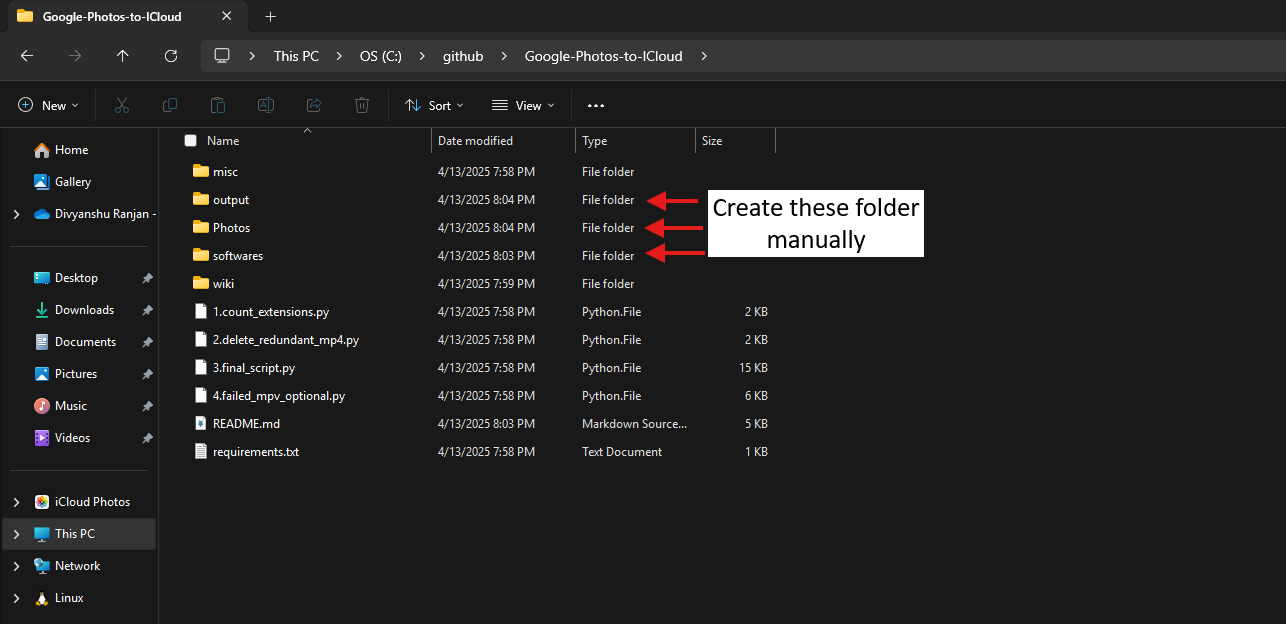 Google-Photos-to-ICloud
This PC > OS (C:) > github > Google-Photos-to-ICloud >
New Sort View
Name Date modified Type Size
Home
Gallery
Divyanshu Ranjan -
Desktop
Downloads
Documents
Pictures
Music
Videos
iCloud Photos
This PC
Network
Linux
misc 4/13/2025 7:58 PM File folder
output 4/13/2025 8:04 PM File folder
Photos 4/13/2025 8:04 PM File folder
softwares 4/13/2025 8:03 PM File folder
wiki 4/13/2025 7:59 PM File folder
1.count_extensions.py 4/13/2025 7:58 PM Python.File 2 KB
2.delete_redundant_mp4.py 4/13/2025 7:58 PM Python.File 2 KB
3.final_script.py 4/13/2025 7:58 PM Python.File 15 KB
4.failed_mpv_optional.py 4/13/2025 7:58 PM Python.File 6 KB
README.md 4/13/2025 8:03 PM Markdown Source... 5 KB
requirements.txt 4/13/2025 7:58 PM Text Document 1 KB
Create these folder
manually